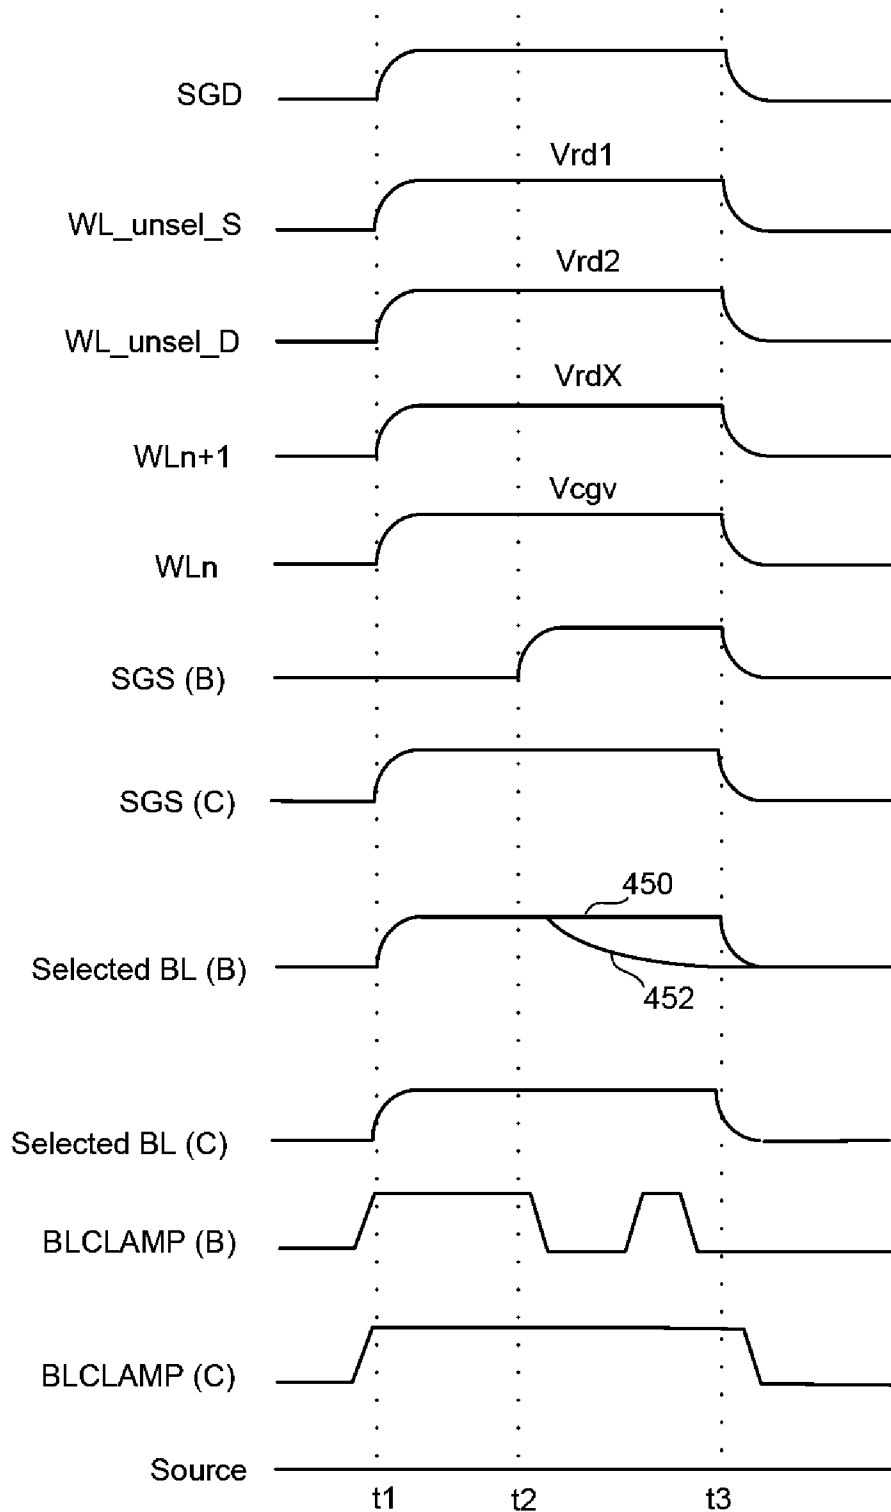 SGD
Vrd1
WL_unsel_S
Vrd2
WL_unsel_D
VrdX
WLn+1
Vcgv
WLn
SGS (B)
SGS (C)
450
Selected BL (B)
452
Selected BL (C)
BLCLAMP (B)
BLCLAMP (C)
Source
t1 t2 t3